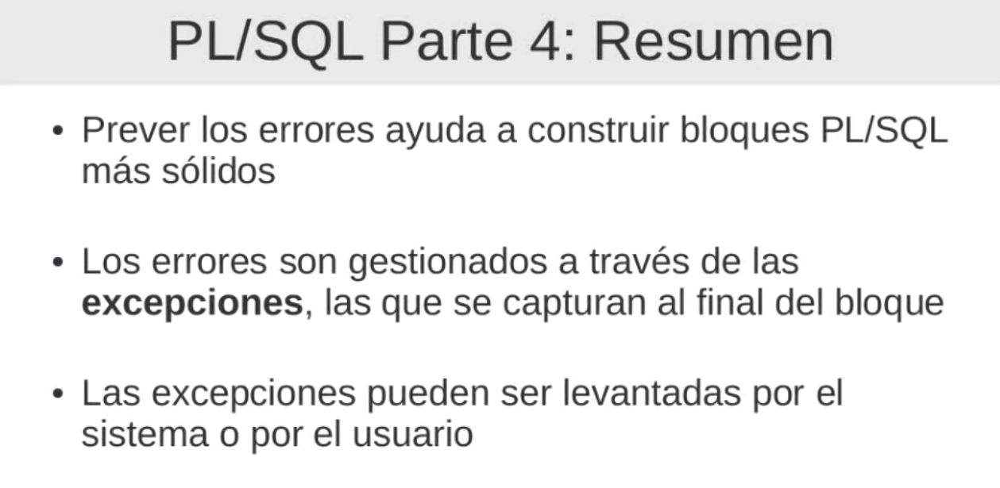 PL/SQL Parte 4: Resumen
• Prever los errores ayuda a construir bloques PL/SQL
más sólidos
• Los errores son gestionados a través de las
excepciones, las que se capturan al final del bloque
• Las excepciones pueden ser levantadas por el
sistema o por el usuario